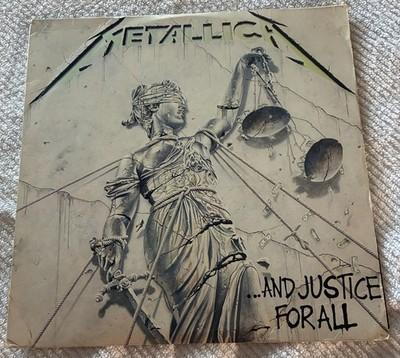 METALLICA
...AND JUSTICE
FOR ALL